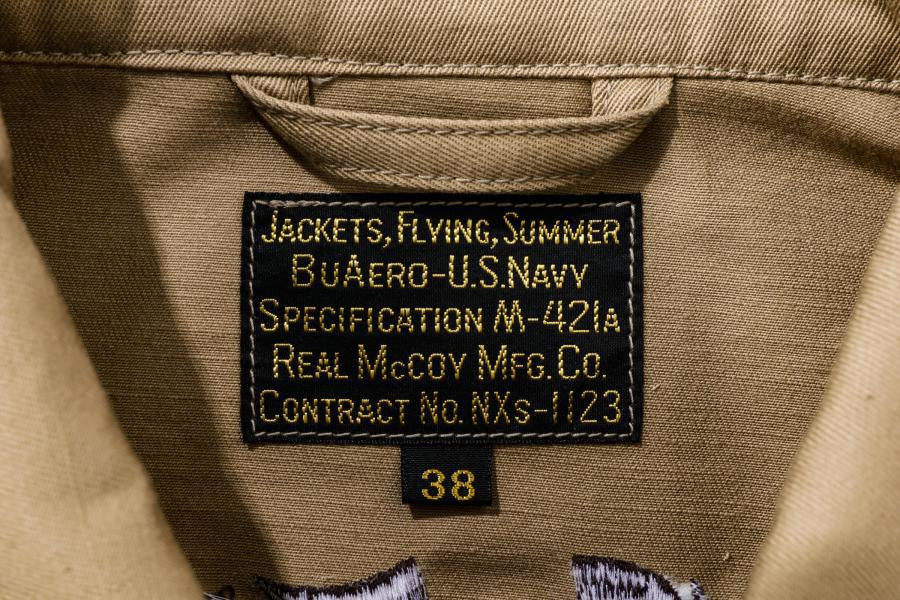 JACKETS, FLYING, SUMMER
BUAERO-U.S.NAVY
SPECIFICATION M-421A
REAL McCOY MFG. CO.
CONTRACT NO. NXs-1123
38